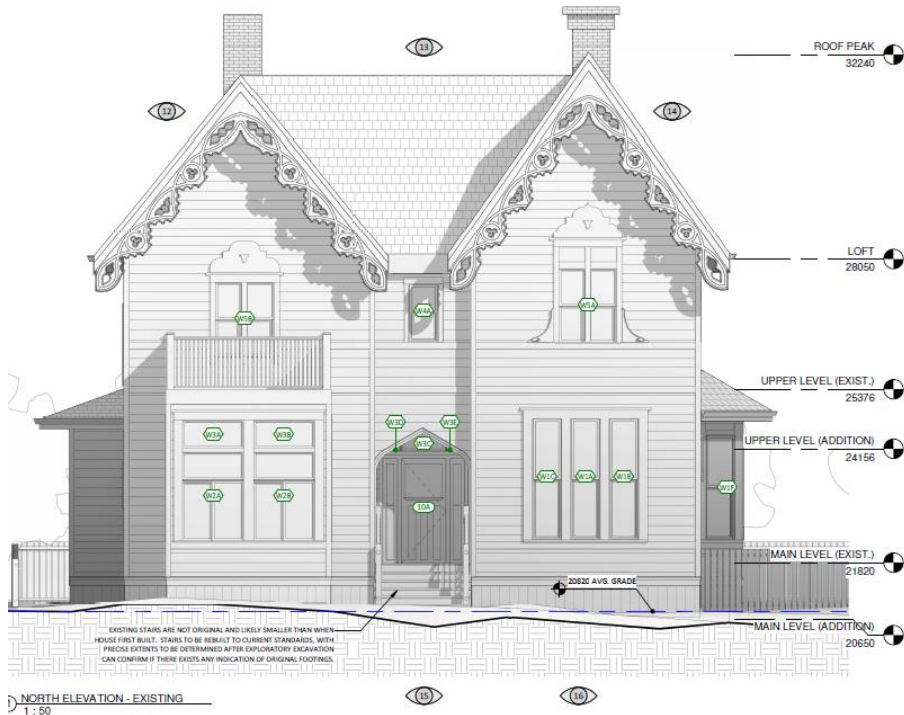 13
ROOF PEAK
32240
12
14
LOFT
28050
W4A
W5B
W5A
UPPER LEVEL (EXIST.)
25376
W3D
W3E
W3A
W3B
W3C
UPPER LEVEL (ADDITION)
24156
W1C
W1A
W1B
W1F
W2A
W2B
10A
MAIN LEVEL (EXIST.)
21820
20820 AVG. GRADE
EXISTING STAIRS ARE NOT ORIGINAL AND LIKELY SMALLER THAN WHEN
HOUSE FIRST BUILT. STAIRS TO BE REBUILT TO CURRENT STANDARDS, WITH
PRECISE EXTENTS TO BE DETERMINED AFTER EXPLORATORY EXCAVATION
CAN CONFIRM IF THERE EXISTS ANY INDICATION OF ORIGINAL FOOTINGS.
MAIN LEVEL (ADDITION)
20650
15
16
NORTH ELEVATION - EXISTING
1 : 50